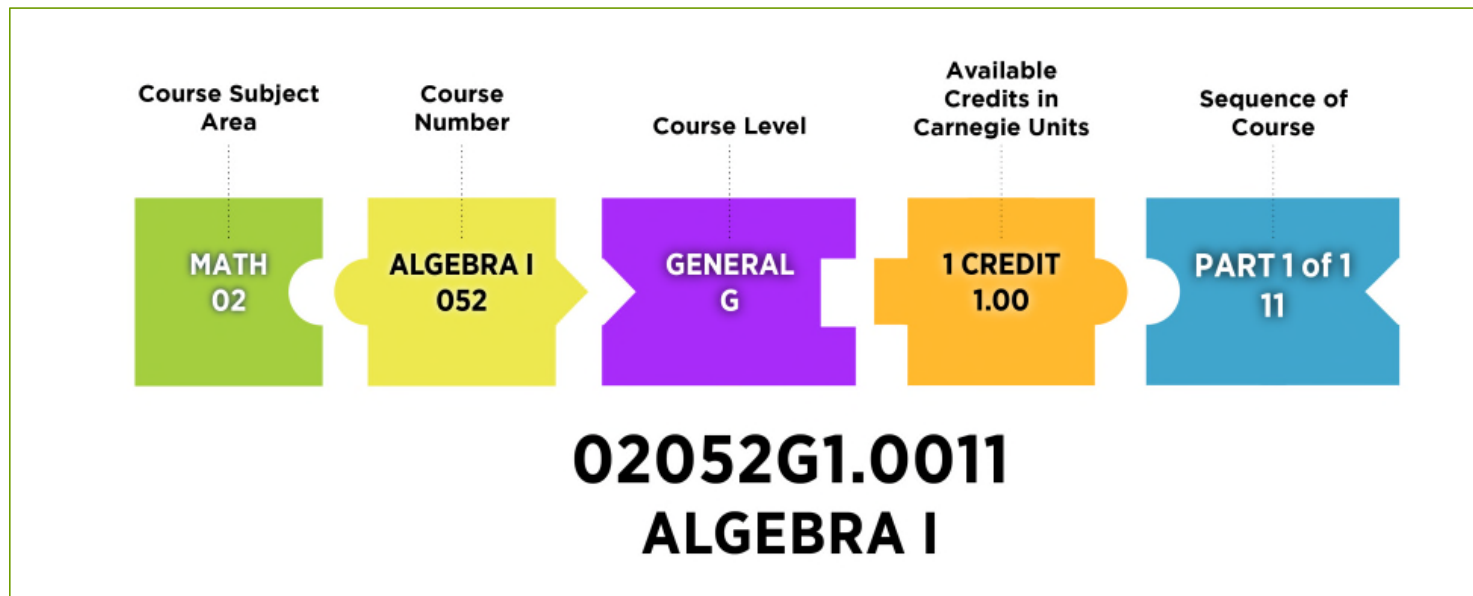 Course Subject
Area
Course
Number
Course Level
Available
Credits in
Carnegie Units
Sequence of
Course
MATH
02
ALGEBRA I
052
GENERAL
G
1 CREDIT
1.00
PART 1 of 1
11
02052G1.0011
ALGEBRA I